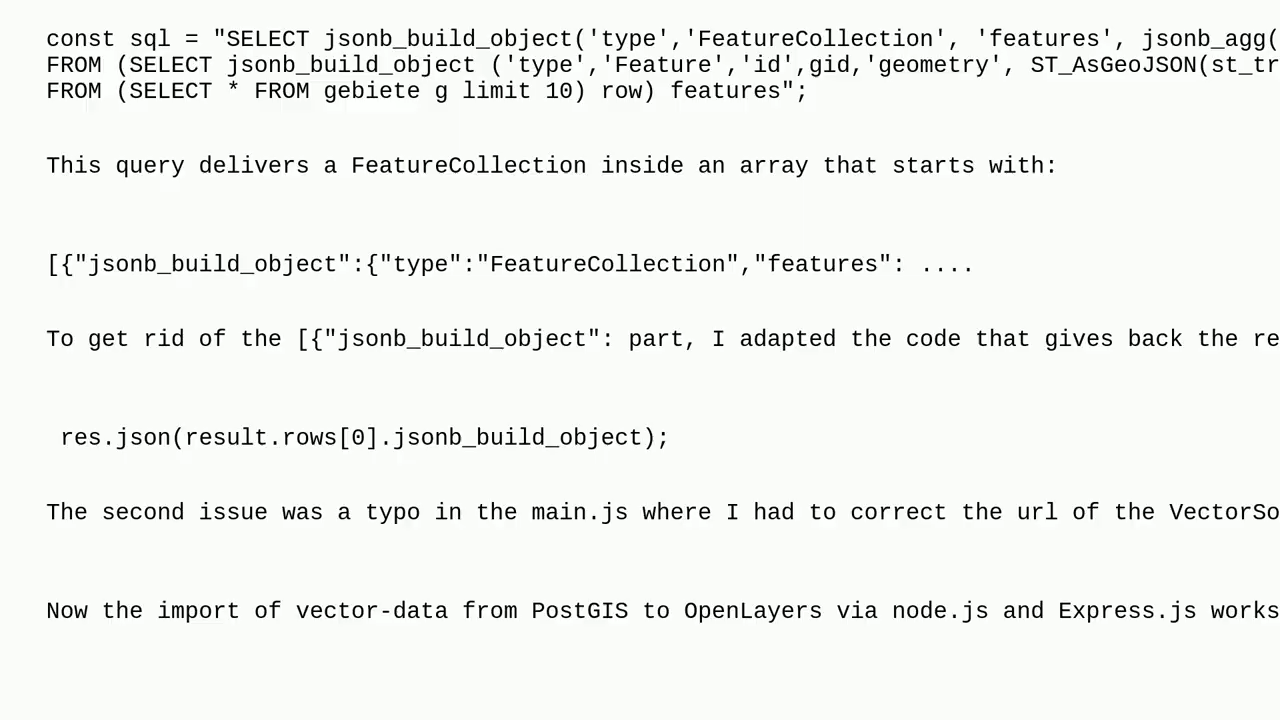 const sql = "SELECT jsonb_build_object('type','FeatureCollection', 'features', jsonb_agg(
FROM (SELECT jsonb_build_object ('type','Feature','id',gid,'geometry', ST_AsGeoJSON(st_tr
FROM (SELECT * FROM gebiete g limit 10) row) features";
This query delivers a FeatureCollection inside an array that starts with:
[{"jsonb_build_object":{"type":"FeatureCollection","features": ....
To get rid of the [{"jsonb_build_object": part, I adapted the code that gives back the re
res.json(result.rows[0].jsonb_build_object);
The second issue was a typo in the main.js where I had to correct the url of the VectorSo
Now the import of vector-data from PostGIS to OpenLayers via node.js and Express.js works